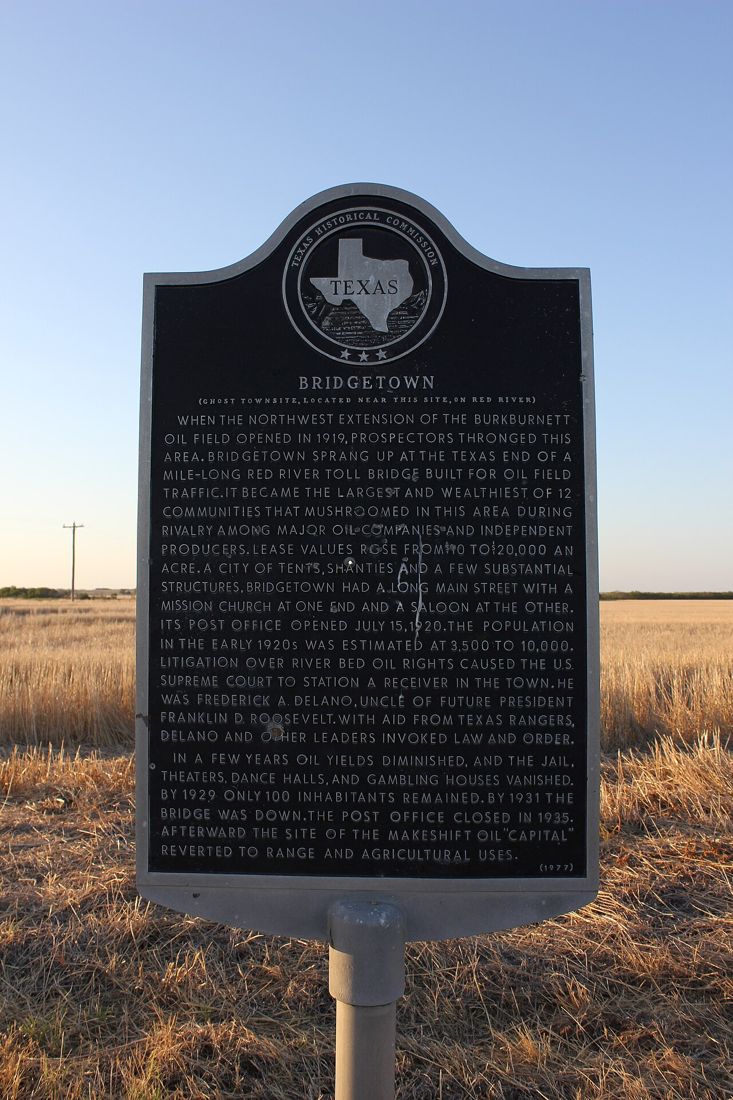 TEXAS HISTORICAL COMMISSION
TEXAS
BRIDGETOWN
(GHOST TOWNSITE, LOCATED NEAR THIS SITE, ON RED RIVER)
WHEN THE NORTHWEST EXTENSION OF THE BURKBURNETT
OIL FIELD OPENED IN 1919, PROSPECTORS THRONGED THIS
AREA. BRIDGETOWN SPRANG UP AT THE TEXAS END OF A
MILE-LONG RED RIVER TOLL BRIDGE BUILT FOR OIL FIELD
TRAFFIC. IT BECAME THE LARGEST AND WEALTHIEST OF 12
COMMUNITIES THAT MUSHROOMED IN THIS AREA DURING
RIVALRY AMONG MAJOR OIL COMPANIES AND INDEPENDENT
PRODUCERS. LEASE VALUES ROSE FROM TO $20,000 AN
ACRE. A CITY OF TENTS, SHANTIES AND A FEW SUBSTANTIAL
STRUCTURES, BRIDGETOWN HAD A LONG MAIN STREET WITH A
MISSION CHURCH AT ONE END AND A SALOON AT THE OTHER.
ITS POST OFFICE OPENED JULY 15, 1920. THE POPULATION
IN THE EARLY 1920s WAS ESTIMATED AT 3,500 TO 10,000.
LITIGATION OVER RIVER BED OIL RIGHTS CAUSED THE U.S.
SUPREME COURT TO STATION A RECEIVER IN THE TOWN. HE
WAS FREDERICK A. DELANO, UNCLE OF FUTURE PRESIDENT
FRANKLIN D. ROOSEVELT. WITH AID FROM TEXAS RANGERS,
DELANO AND OTHER LEADERS INVOKED LAW AND ORDER.
IN A FEW YEARS OIL YIELDS DIMINISHED, AND THE JAIL,
THEATERS, DANCE HALLS, AND GAMBLING HOUSES VANISHED.
BY 1929 ONLY 100 INHABITANTS REMAINED. BY 1931 THE
BRIDGE WAS DOWN. THE POST OFFICE CLOSED IN 1935.
AFTERWARD THE SITE OF THE MAKESHIFT OIL "CAPITAL"
REVERTED TO RANGE AND AGRICULTURAL USES.
(1977)